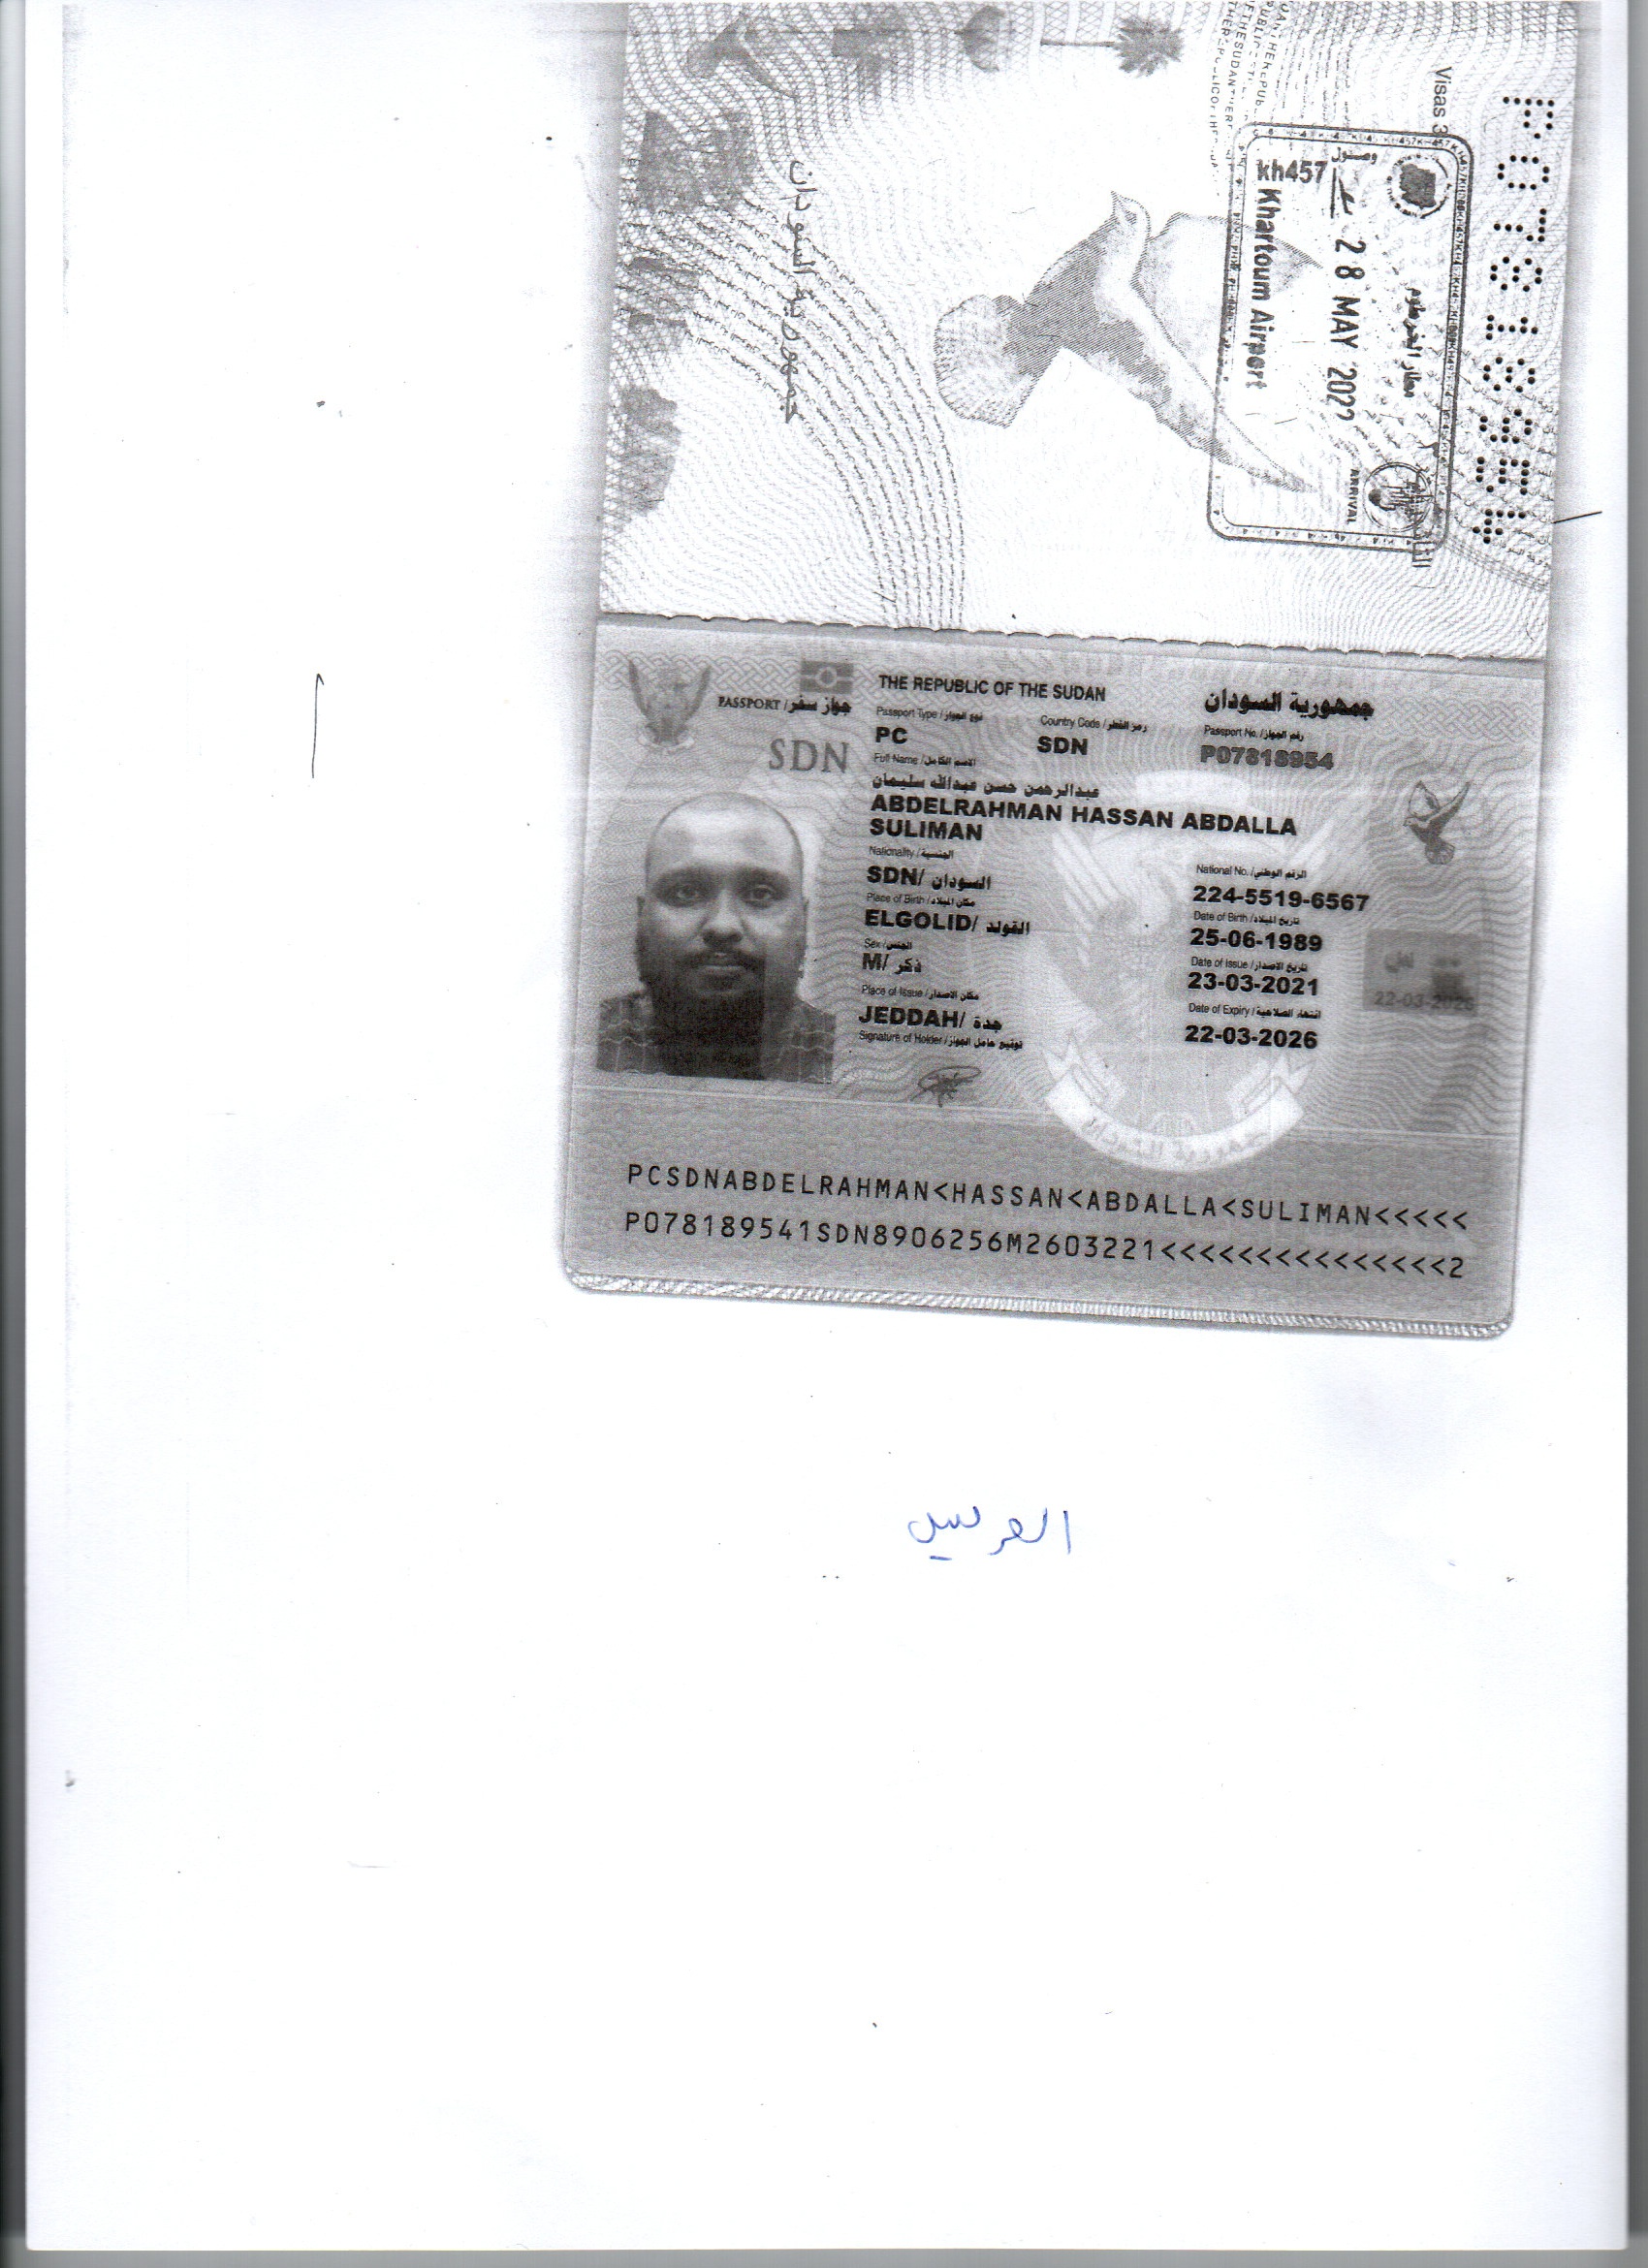 Visas 3
وصول
kh457
مطار الخرطوم
28 MAY 2022
Khartoum Airport
ARRIVAL
جمهورية السودان
THE REPUBLIC OF THE SUDAN
جمهورية السودان
PASSPORT / جواز سفر
Passport Type / نوع الجواز
Country Code / رمز القطر
Passport No. / رقم الجواز
PC
SDN
P07818954
SDN
Full Name / الاسم الكامل
عبدالرحمن حسن عبدالله سليمان
ABDELRAHMAN HASSAN ABDALLA
SULIMAN
Nationality / الجنسية
National No. / الرقم الوطني
SDN/ السودان
224-5519-6567
Place of Birth / مكان الميلاد
Date of Birth / تاريخ الميلاد
ELGOLID/ القولد
25-06-1989
Sex / الجنس
Date of Issue / تاريخ الاصدار
M/ ذكر
23-03-2021
22-03-2026
Place of Issue / مكان الاصدار
Date of Expiry / انتهاء الصلاحية
JEDDAH/ جدة
22-03-2026
Signature of Holder / توقيع حامل الجواز
PCSDNABDELRAHMAN<HASSAN<ABDALLA<SULIMAN<<<<<
P078189541SDN8906256M2603221<<<<<<<<<<<<<<<2